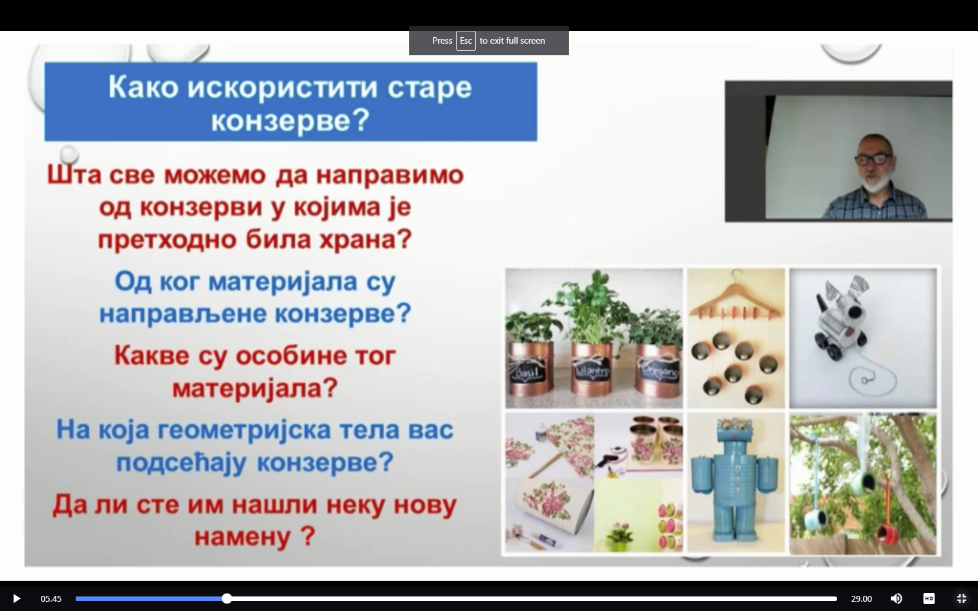 Press Esc to exit full screen
Како искористити старе
конзерве?
Шта све можемо да направимо
од конзерви у којима је
претходно била храна?
Од ког материјала су
направљене конзерве?
Какве су особине тог
материјала?
На која геометријска тела вас
подсећају конзерве?
Да ли сте им нашли неку нову
намену ?
Basil
Cilantro
Oregano
05.45
29.00